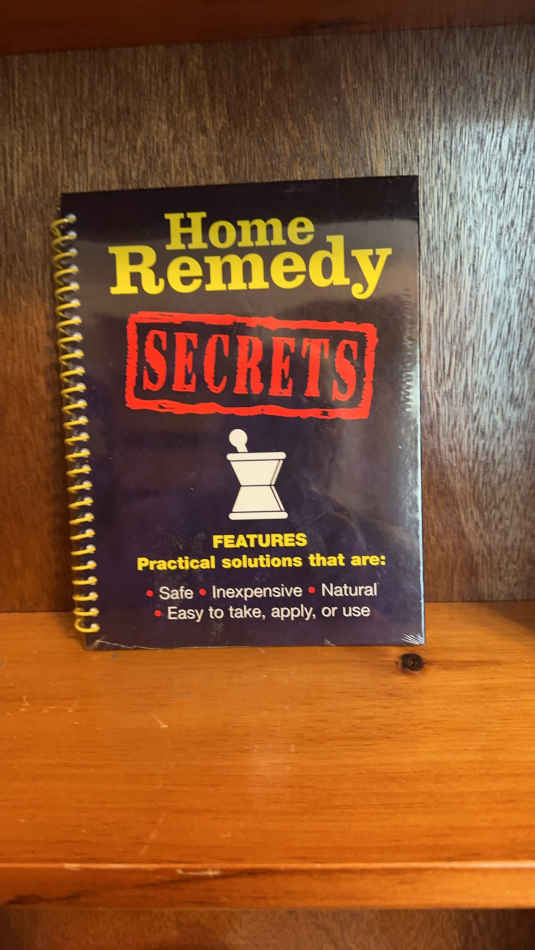 Home
Remedy
SECRETS
FEATURES
Practical solutions that are:
• Safe • Inexpensive • Natural
• Easy to take, apply, or use